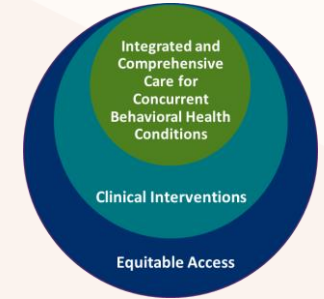 Integrated and
Comprehensive
Care for
Concurrent
Behavioral Health
Conditions
Clinical Interventions
Equitable Access